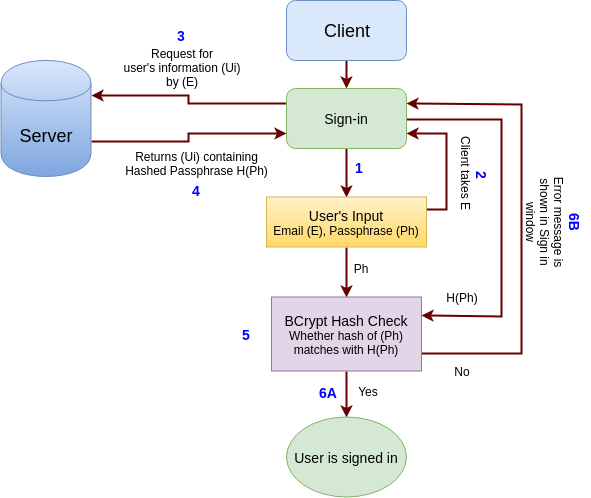 Client
3
Request for
user's information (Ui)
by (E)
Server
Sign-in
Returns (Ui) containing
Hashed Passphrase H(Ph)
4
1
Client takes E
2
User's Input
Email (E), Passphrase (Ph)
Error message is
shown in Sign in
window
6B
Ph
H(Ph)
5
BCrypt Hash Check
Whether hash of (Ph)
matches with H(Ph)
No
6A
Yes
User is signed in